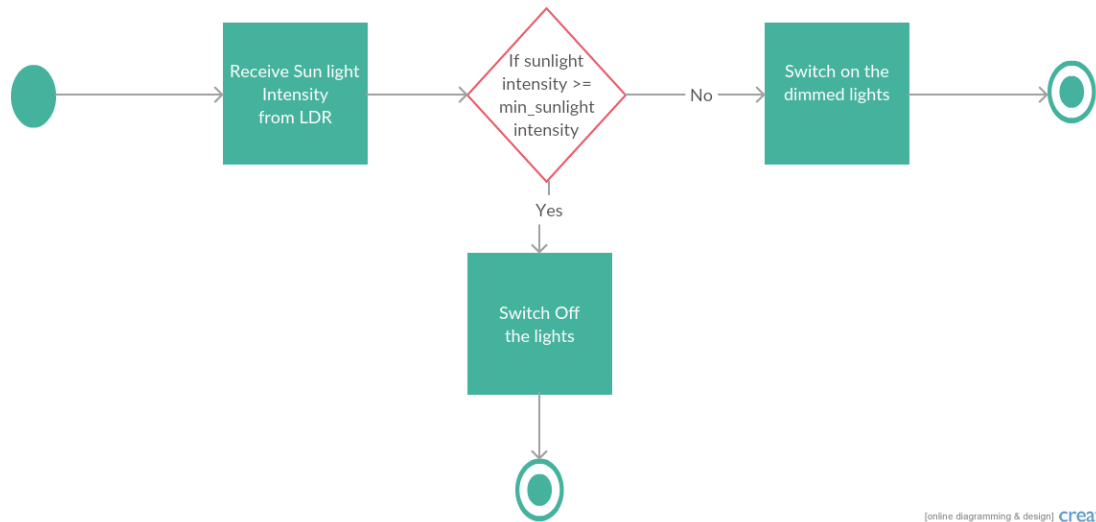 Receive Sun light
Intensity
from LDR
If sunlight
intensity >=
min_sunlight
intensity
No
Switch on the
dimmed lights
Yes
Switch Off
the lights
[online diagramming & design] crea